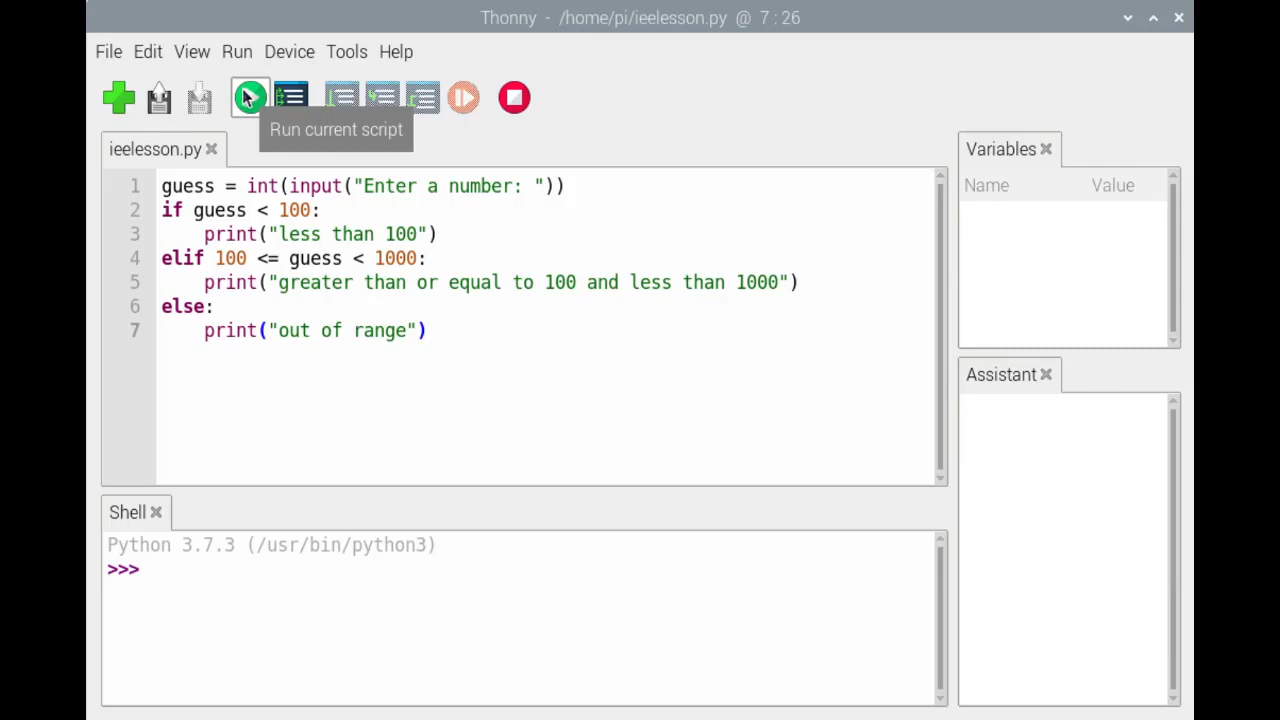 Thonny - /home/pi/ieelesson.py @ 7 : 26
File Edit View Run Device Tools Help
Run current script
ieelesson.py
Variables
Name Value
1 guess = int(input("Enter a number: "))
2 if guess < 100:
3     print("less than 100")
4 elif 100 <= guess < 1000:
5     print("greater than or equal to 100 and less than 1000")
6 else:
7     print("out of range")
Assistant
Shell
Python 3.7.3 (/usr/bin/python3)
>>>